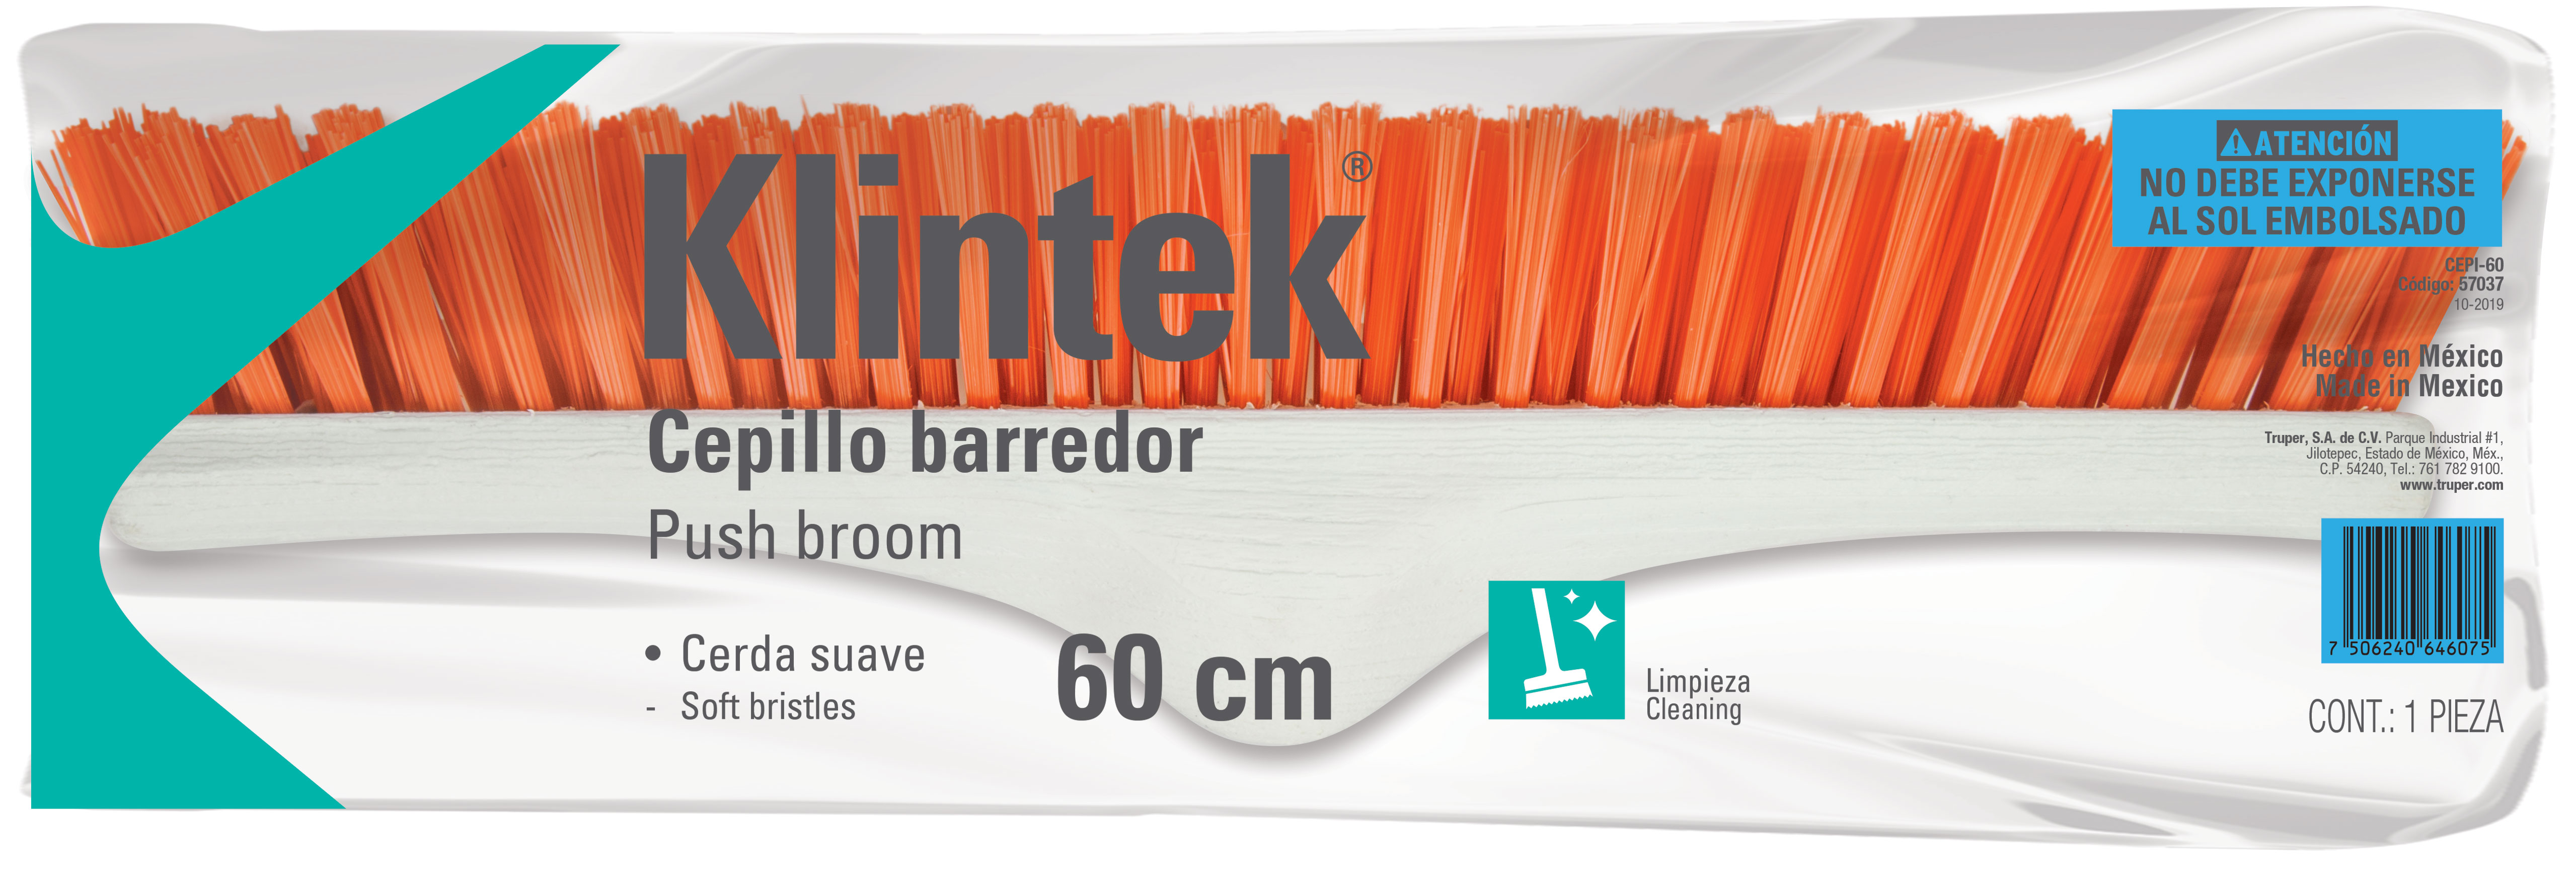 Klintek®
Cepillo barredor
Push broom
• Cerda suave
- Soft bristles
60 cm
Limpieza
Cleaning
⚠ ATENCIÓN
NO DEBE EXPONERSE
AL SOL EMBOLSADO
CEPI-60
Código: 57037
10-2019
Hecho en México
Made in Mexico
Truper, S.A. de C.V. Parque Industrial #1,
Jilotepec, Estado de México, Méx.,
C.P. 54240, Tel.: 761 782 9100.
www.truper.com
7 506240 646075
CONT.: 1 PIEZA